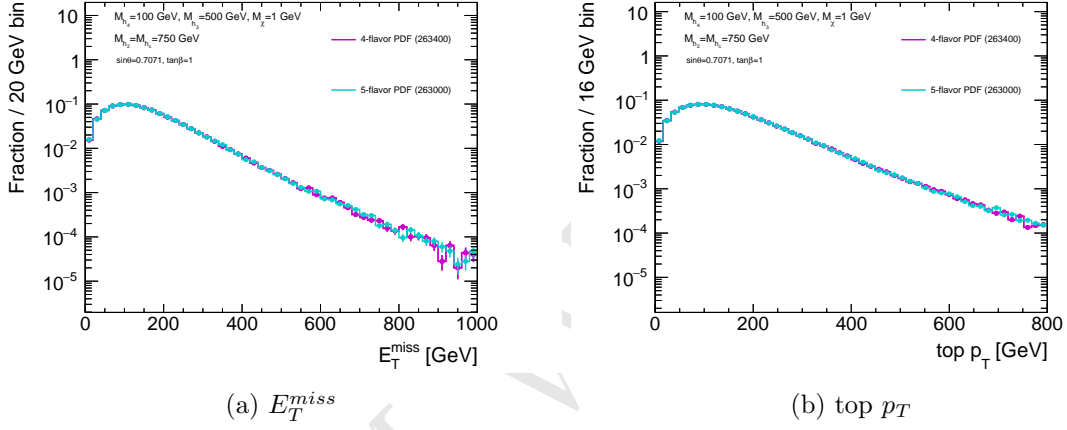 M_{h_4}=100 GeV, M_{h_3}=500 GeV, M_χ=1 GeV
M_{h_2}=M_{h_c}=750 GeV
sinθ=0.7071, tanβ=1
4-flavor PDF (263400)
5-flavor PDF (263000)
Fraction / 20 GeV bin
10
1
10^{−1}
10^{−2}
10^{−3}
10^{−4}
10^{−5}
0 200 400 600 800 1000
E_T^{miss} [GeV]
(a) E_T^{miss}
M_{h_4}=100 GeV, M_{h_3}=500 GeV, M_χ=1 GeV
M_{h_2}=M_{h_c}=750 GeV
sinθ=0.7071, tanβ=1
4-flavor PDF (263400)
5-flavor PDF (263000)
Fraction / 16 GeV bin
10
1
10^{−1}
10^{−2}
10^{−3}
10^{−4}
10^{−5}
0 200 400 600 800
top p_T [GeV]
(b) top p_T